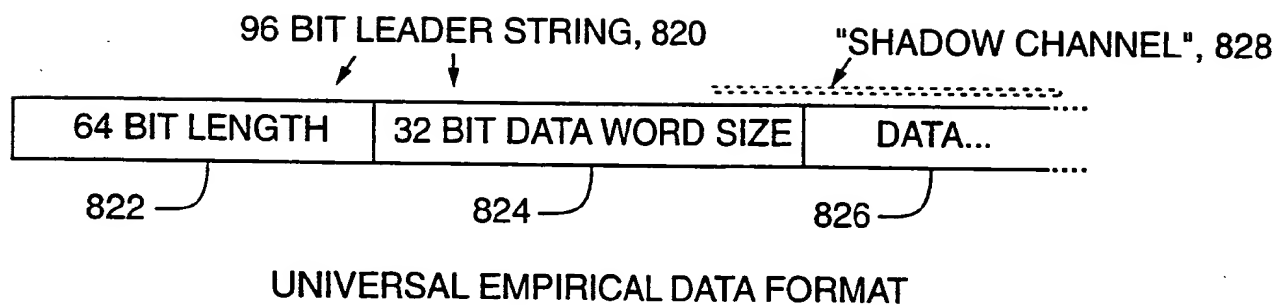 96 BIT LEADER STRING, 820
"SHADOW CHANNEL", 828
64 BIT LENGTH
32 BIT DATA WORD SIZE
DATA...
822
824
826
UNIVERSAL EMPIRICAL DATA FORMAT